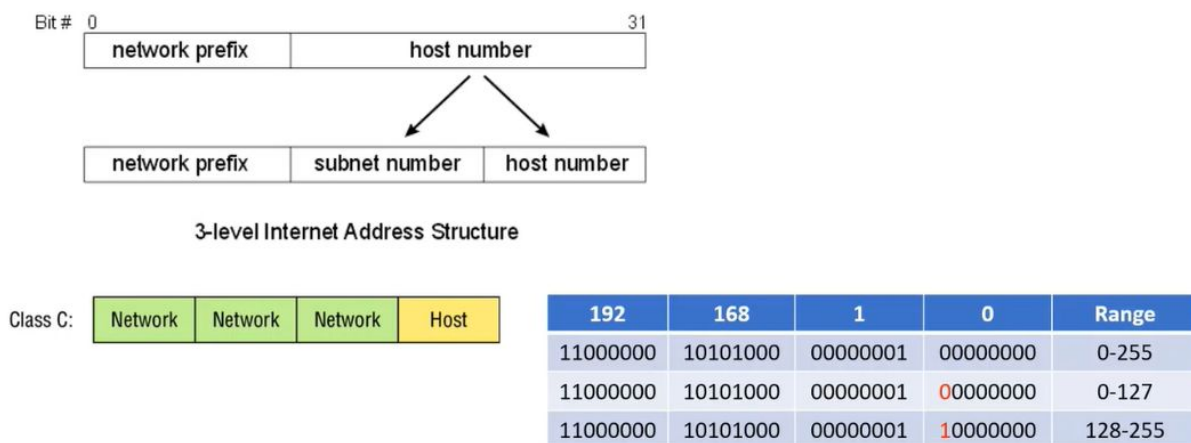 Bit # 0 31
network prefix host number
network prefix subnet number host number
3-level Internet Address Structure
Class C: Network Network Network Host
192 168 1 0 Range
11000000 10101000 00000001 00000000 0-255
11000000 10101000 00000001 00000000 0-127
11000000 10101000 00000001 10000000 128-255